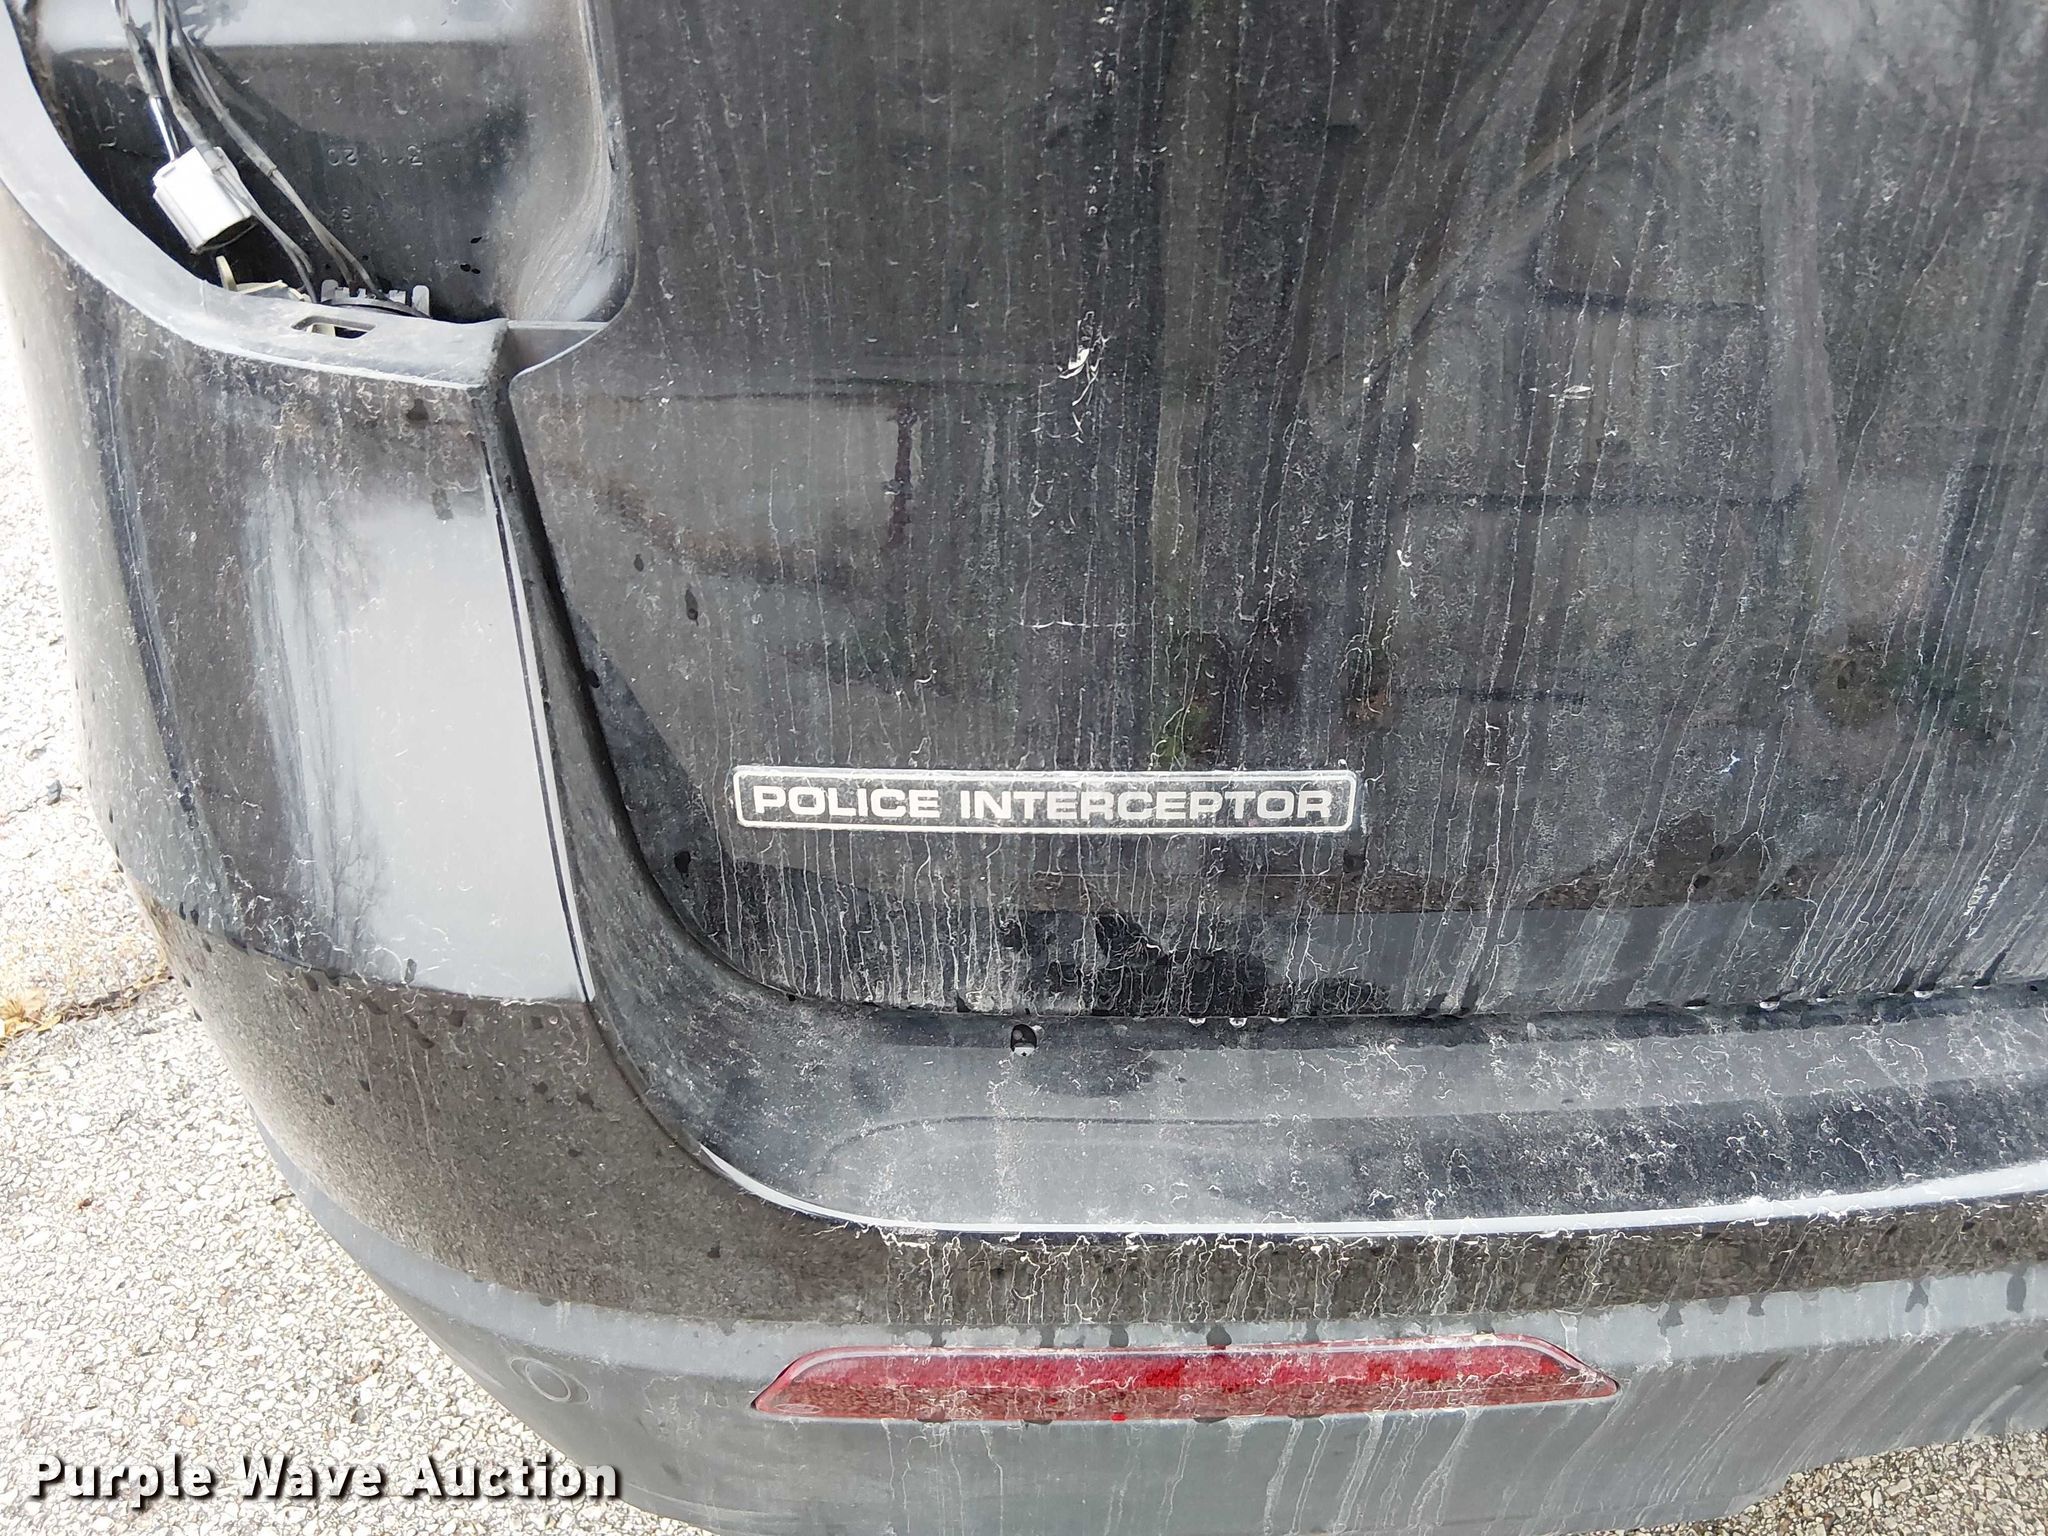 POLICE INTERCEPTOR
Purple Wave Auction